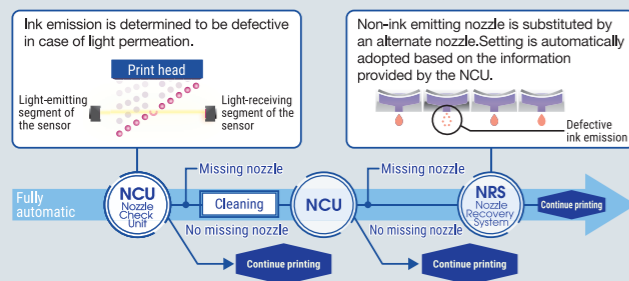 Ink emission is determined to be defective
in case of light permeation.
Print head
Light-emitting
segment of
the sensor
Light-receiving
segment of the
sensor
Non-ink emitting nozzle is substituted by
an alternate nozzle.Setting is automatically
adopted based on the information
provided by the NCU.
Defective
ink emission
Fully
automatic
NCU
Nozzle
Check
Unit
Missing nozzle
Cleaning
No missing nozzle
Continue printing
NCU
Missing nozzle
No missing nozzle
Continue printing
NRS
Nozzle
Recovery
System
Continue printing